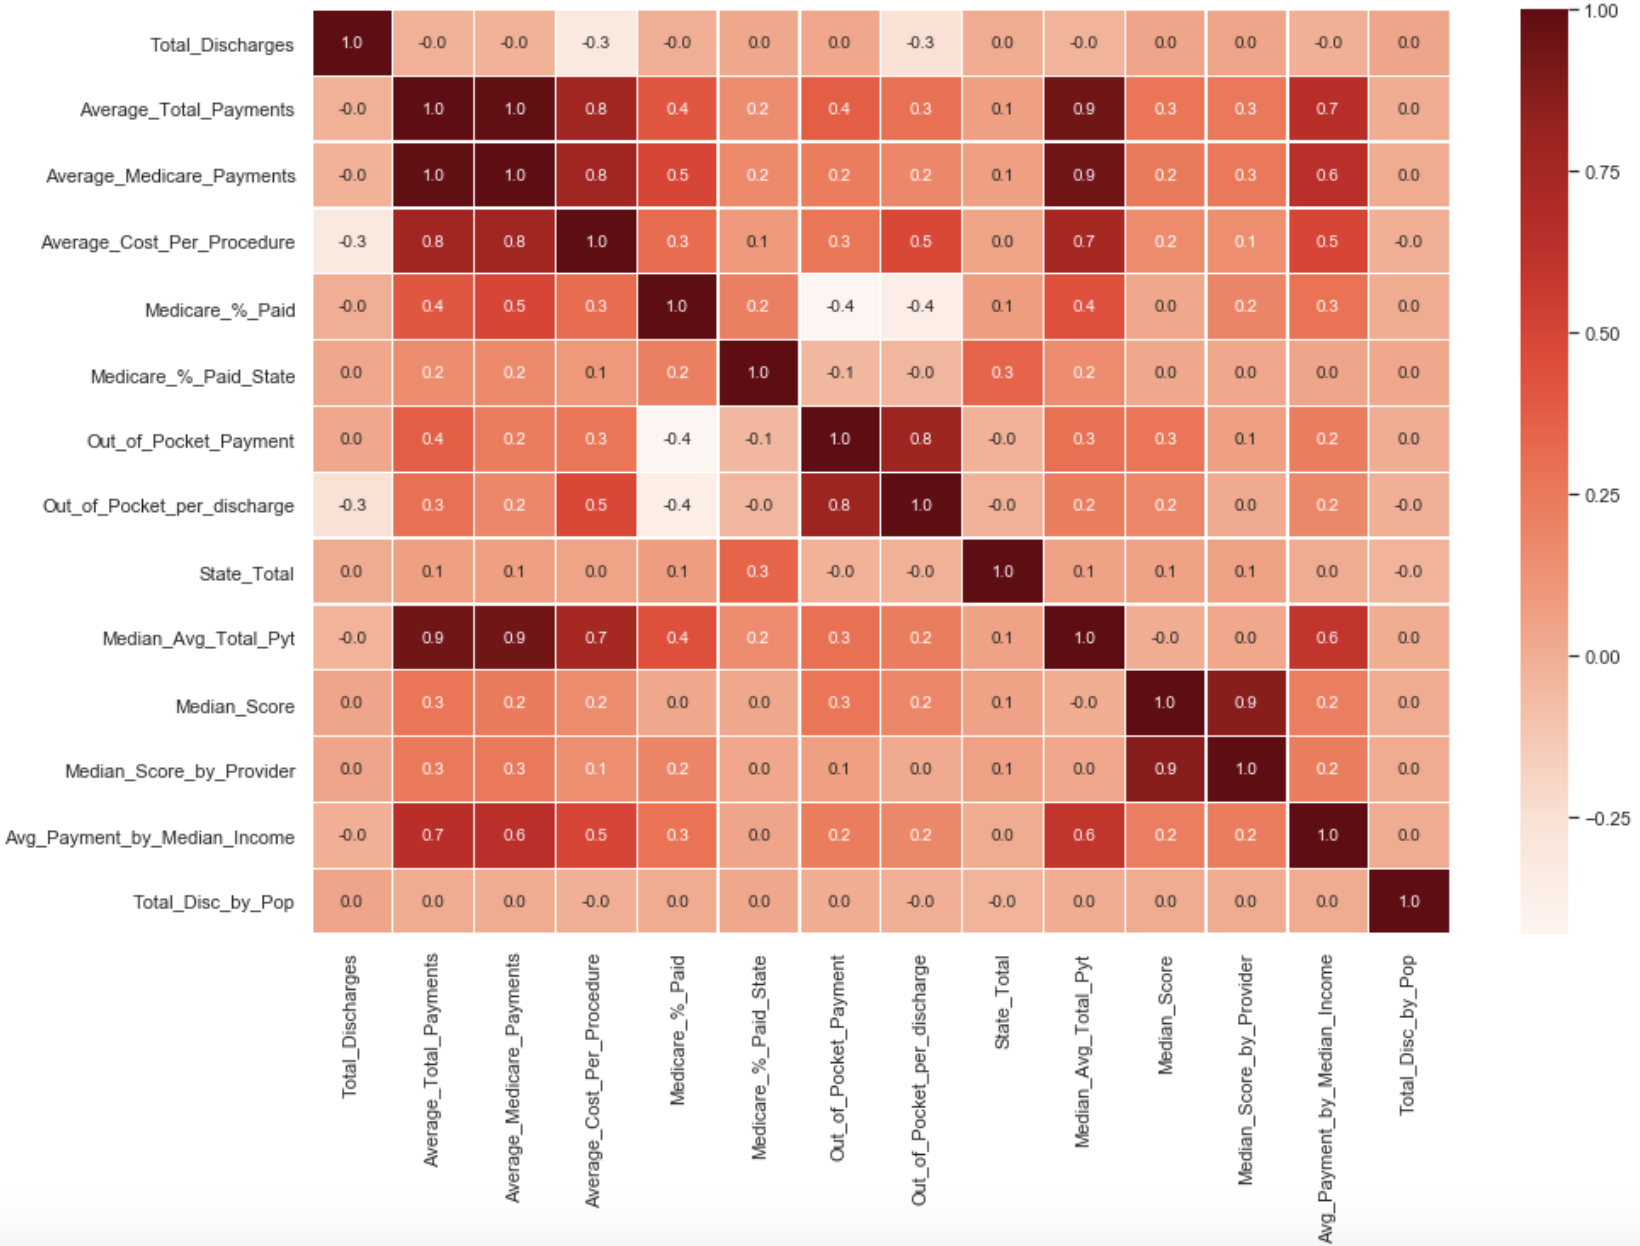 Total_Discharges 1.0 -0.0 -0.0 -0.3 -0.0 0.0 0.0 -0.3 0.0 -0.0 0.0 0.0 -0.0 0.0
Average_Total_Payments -0.0 1.0 1.0 0.8 0.4 0.2 0.4 0.3 0.1 0.9 0.3 0.3 0.7 0.0
Average_Medicare_Payments -0.0 1.0 1.0 0.8 0.5 0.2 0.2 0.2 0.1 0.9 0.2 0.3 0.6 0.0
Average_Cost_Per_Procedure -0.3 0.8 0.8 1.0 0.3 0.1 0.3 0.5 0.0 0.7 0.2 0.1 0.5 -0.0
Medicare_%_Paid -0.0 0.4 0.5 0.3 1.0 0.2 -0.4 -0.4 0.1 0.4 0.0 0.2 0.3 0.0
Medicare_%_Paid_State 0.0 0.2 0.2 0.1 0.2 1.0 -0.1 -0.0 0.3 0.2 0.0 0.0 0.0 0.0
Out_of_Pocket_Payment 0.0 0.4 0.2 0.3 -0.4 -0.1 1.0 0.8 -0.0 0.3 0.3 0.1 0.2 0.0
Out_of_Pocket_per_discharge -0.3 0.3 0.2 0.5 -0.4 -0.0 0.8 1.0 -0.0 0.2 0.2 0.0 0.2 -0.0
State_Total 0.0 0.1 0.1 0.0 0.1 0.3 -0.0 -0.0 1.0 0.1 0.1 0.1 0.0 -0.0
Median_Avg_Total_Pyt -0.0 0.9 0.9 0.7 0.4 0.2 0.3 0.2 0.1 1.0 -0.0 0.0 0.6 0.0
Median_Score 0.0 0.3 0.2 0.2 0.0 0.0 0.3 0.2 0.1 -0.0 1.0 0.9 0.2 0.0
Median_Score_by_Provider 0.0 0.3 0.3 0.1 0.2 0.0 0.1 0.0 0.1 0.0 0.9 1.0 0.2 0.0
Avg_Payment_by_Median_Income -0.0 0.7 0.6 0.5 0.3 0.0 0.2 0.2 0.0 0.6 0.2 0.2 1.0 0.0
Total_Disc_by_Pop 0.0 0.0 0.0 -0.0 0.0 0.0 0.0 -0.0 -0.0 0.0 0.0 0.0 0.0 1.0
Total_Discharges
Average_Total_Payments
Average_Medicare_Payments
Average_Cost_Per_Procedure
Medicare_%_Paid
Medicare_%_Paid_State
Out_of_Pocket_Payment
Out_of_Pocket_per_discharge
State_Total
Median_Avg_Total_Pyt
Median_Score
Median_Score_by_Provider
Avg_Payment_by_Median_Income
Total_Disc_by_Pop
1.00
0.75
0.50
0.25
0.00
−0.25